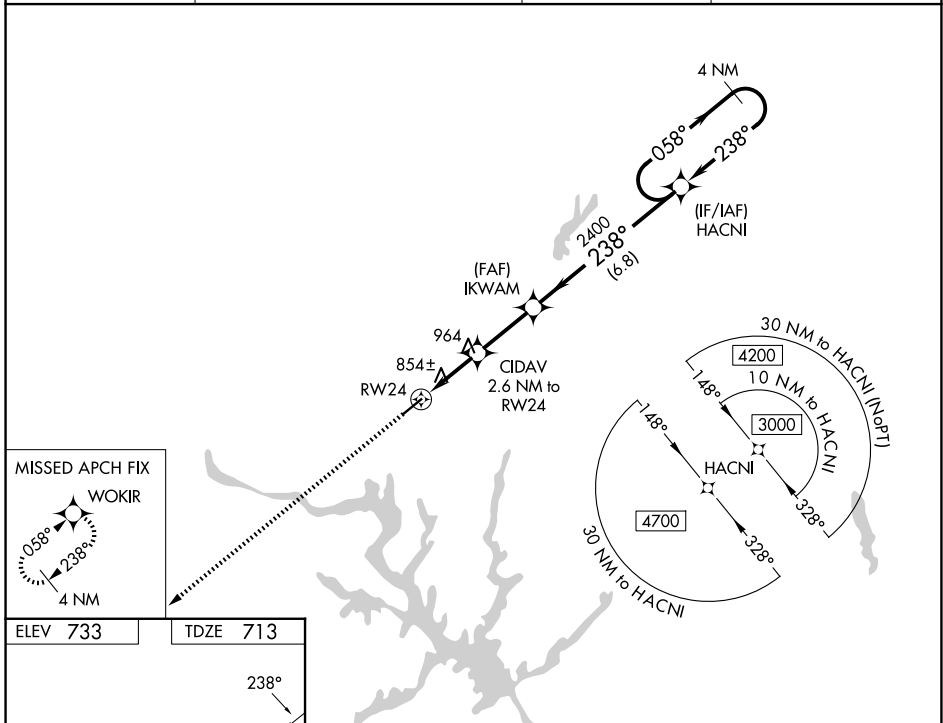 4 NM
058°
238°
(IF/IAF)
HACNI
2400
238°
(6.8)
(FAF)
IKWAM
964
CIDAV
2.6 NM to
RW24
854±
RW24
30 NM to HACNI (NoPT)
4200
148°
10 NM to HACNI
3000
328°
HACNI
148°
4700
328°
30 NM to HACNI
MISSED APCH FIX
WOKIR
058°
238°
4 NM
ELEV 733
TDZE 713
238°